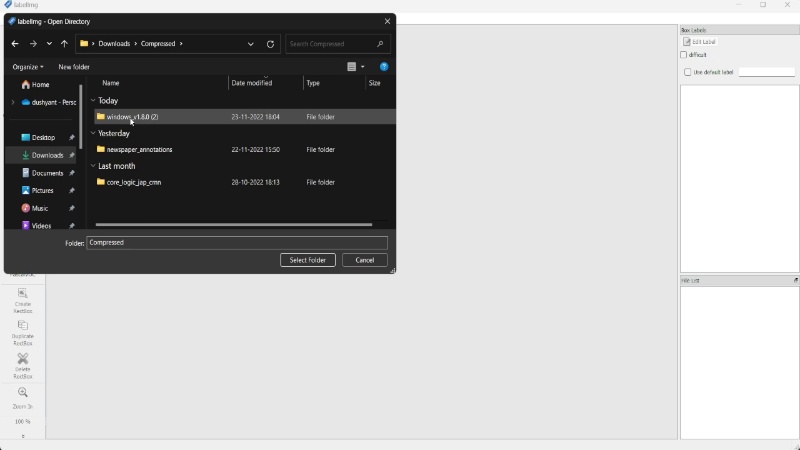 labelImg
labelImg - Open Directory
Downloads > Compressed >
Search Compressed
Organize
New folder
Name
Date modified
Type
Size
Home
dushyant - Persc
Desktop
Downloads
Documents
Pictures
Music
Videos
Today
windows_v1.8.0 (2) 23-11-2022 18:04 File folder
Yesterday
newspaper_annotations 22-11-2022 15:50 File folder
Last month
core_logic_jap_cmn 28-10-2022 18:13 File folder
Folder: Compressed
Select Folder
Cancel
Box Labels
Edit Label
difficult
Use default label
File List
Create
RectBox
Duplicate
RectBox
Delete
RectBox
Zoom In
100 %